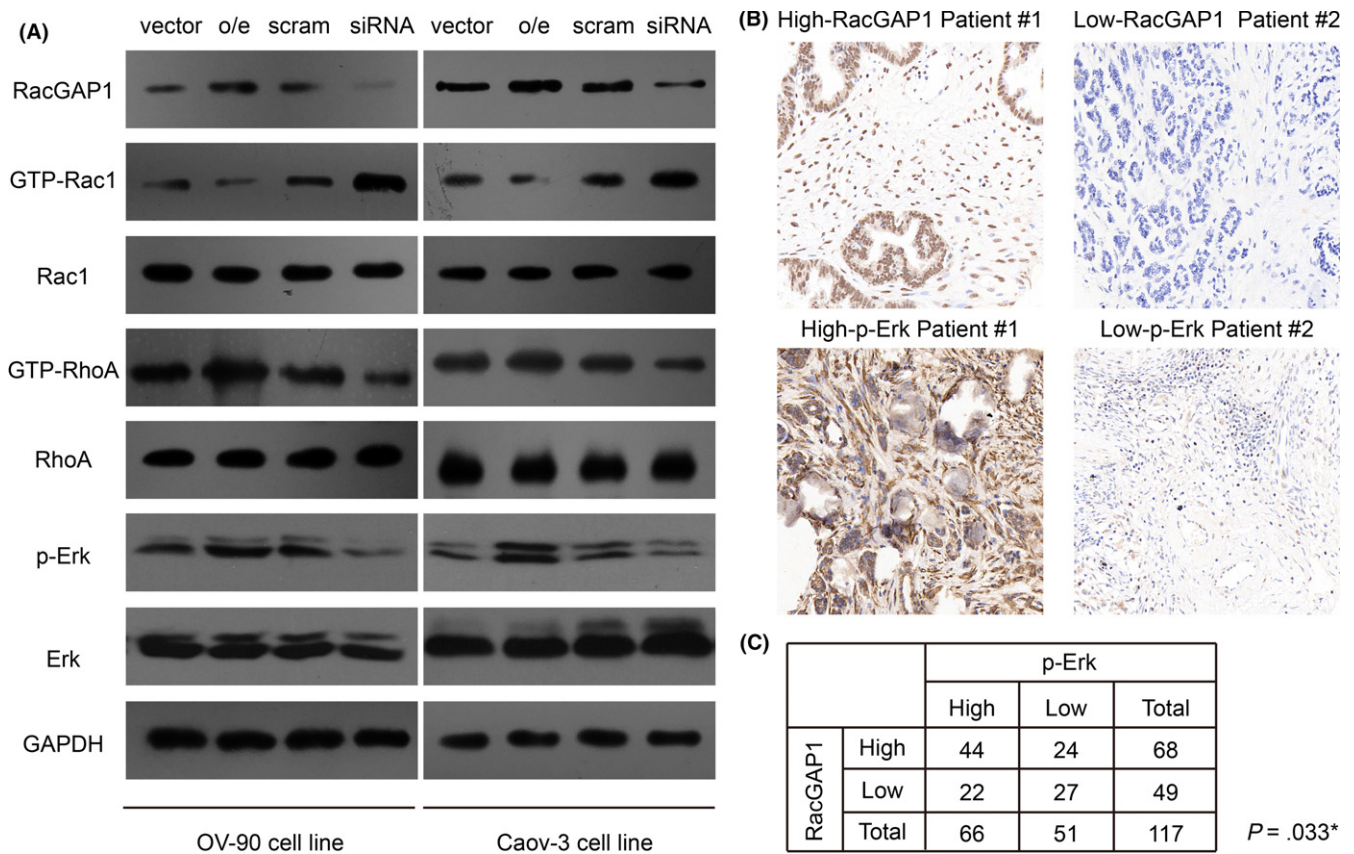 (A)
vector o/e scram siRNA vector o/e scram siRNA
RacGAP1
GTP-Rac1
Rac1
GTP-RhoA
RhoA
p-Erk
Erk
GAPDH
OV-90 cell line Caov-3 cell line
(B)
High-RacGAP1 Patient #1 Low-RacGAP1 Patient #2
High-p-Erk Patient #1 Low-p-Erk Patient #2
(C)
p-Erk
High Low Total
RacGAP1
High 44 24 68
Low 22 27 49
Total 66 51 117
P = .033*